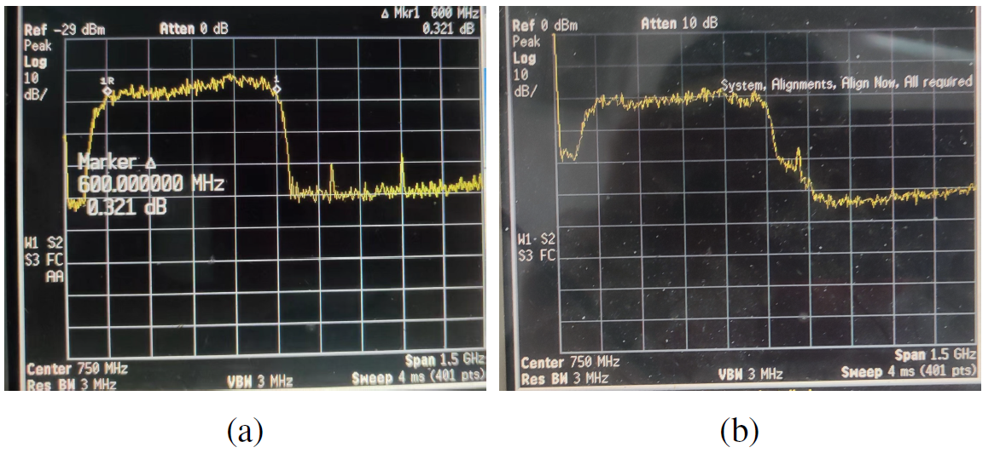 Δ Mkr1 600 MHz
Ref -29 dBm Atten 0 dB 0.321 dB
Peak
Log
10
dB/
1R
1
Marker Δ
600.000000 MHz
0.321 dB
W1 S2
S3 FC
AA
Center 750 MHz Span 1.5 GHz
Res BW 3 MHz VBW 3 MHz Sweep 4 ms (401 pts)
(a)
Ref 0 dBm Atten 10 dB
Peak
Log
10
dB/
System, Alignments, Align Now, All required
W1 S2
S3 FC
Center 750 MHz Span 1.5 GHz
Res BW 3 MHz VBW 3 MHz Sweep 4 ms (401 pts)
(b)